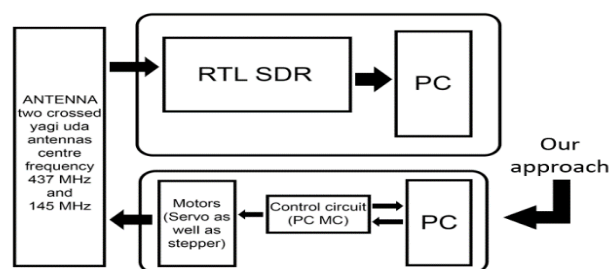 ANTENNA
two crossed
yagi uda
antennas
centre
frequency
437 MHz
and
145 MHz
RTL SDR
PC
Our
approach
Motors
(Servo as
well as
stepper)
Control circuit
(PC MC)
PC